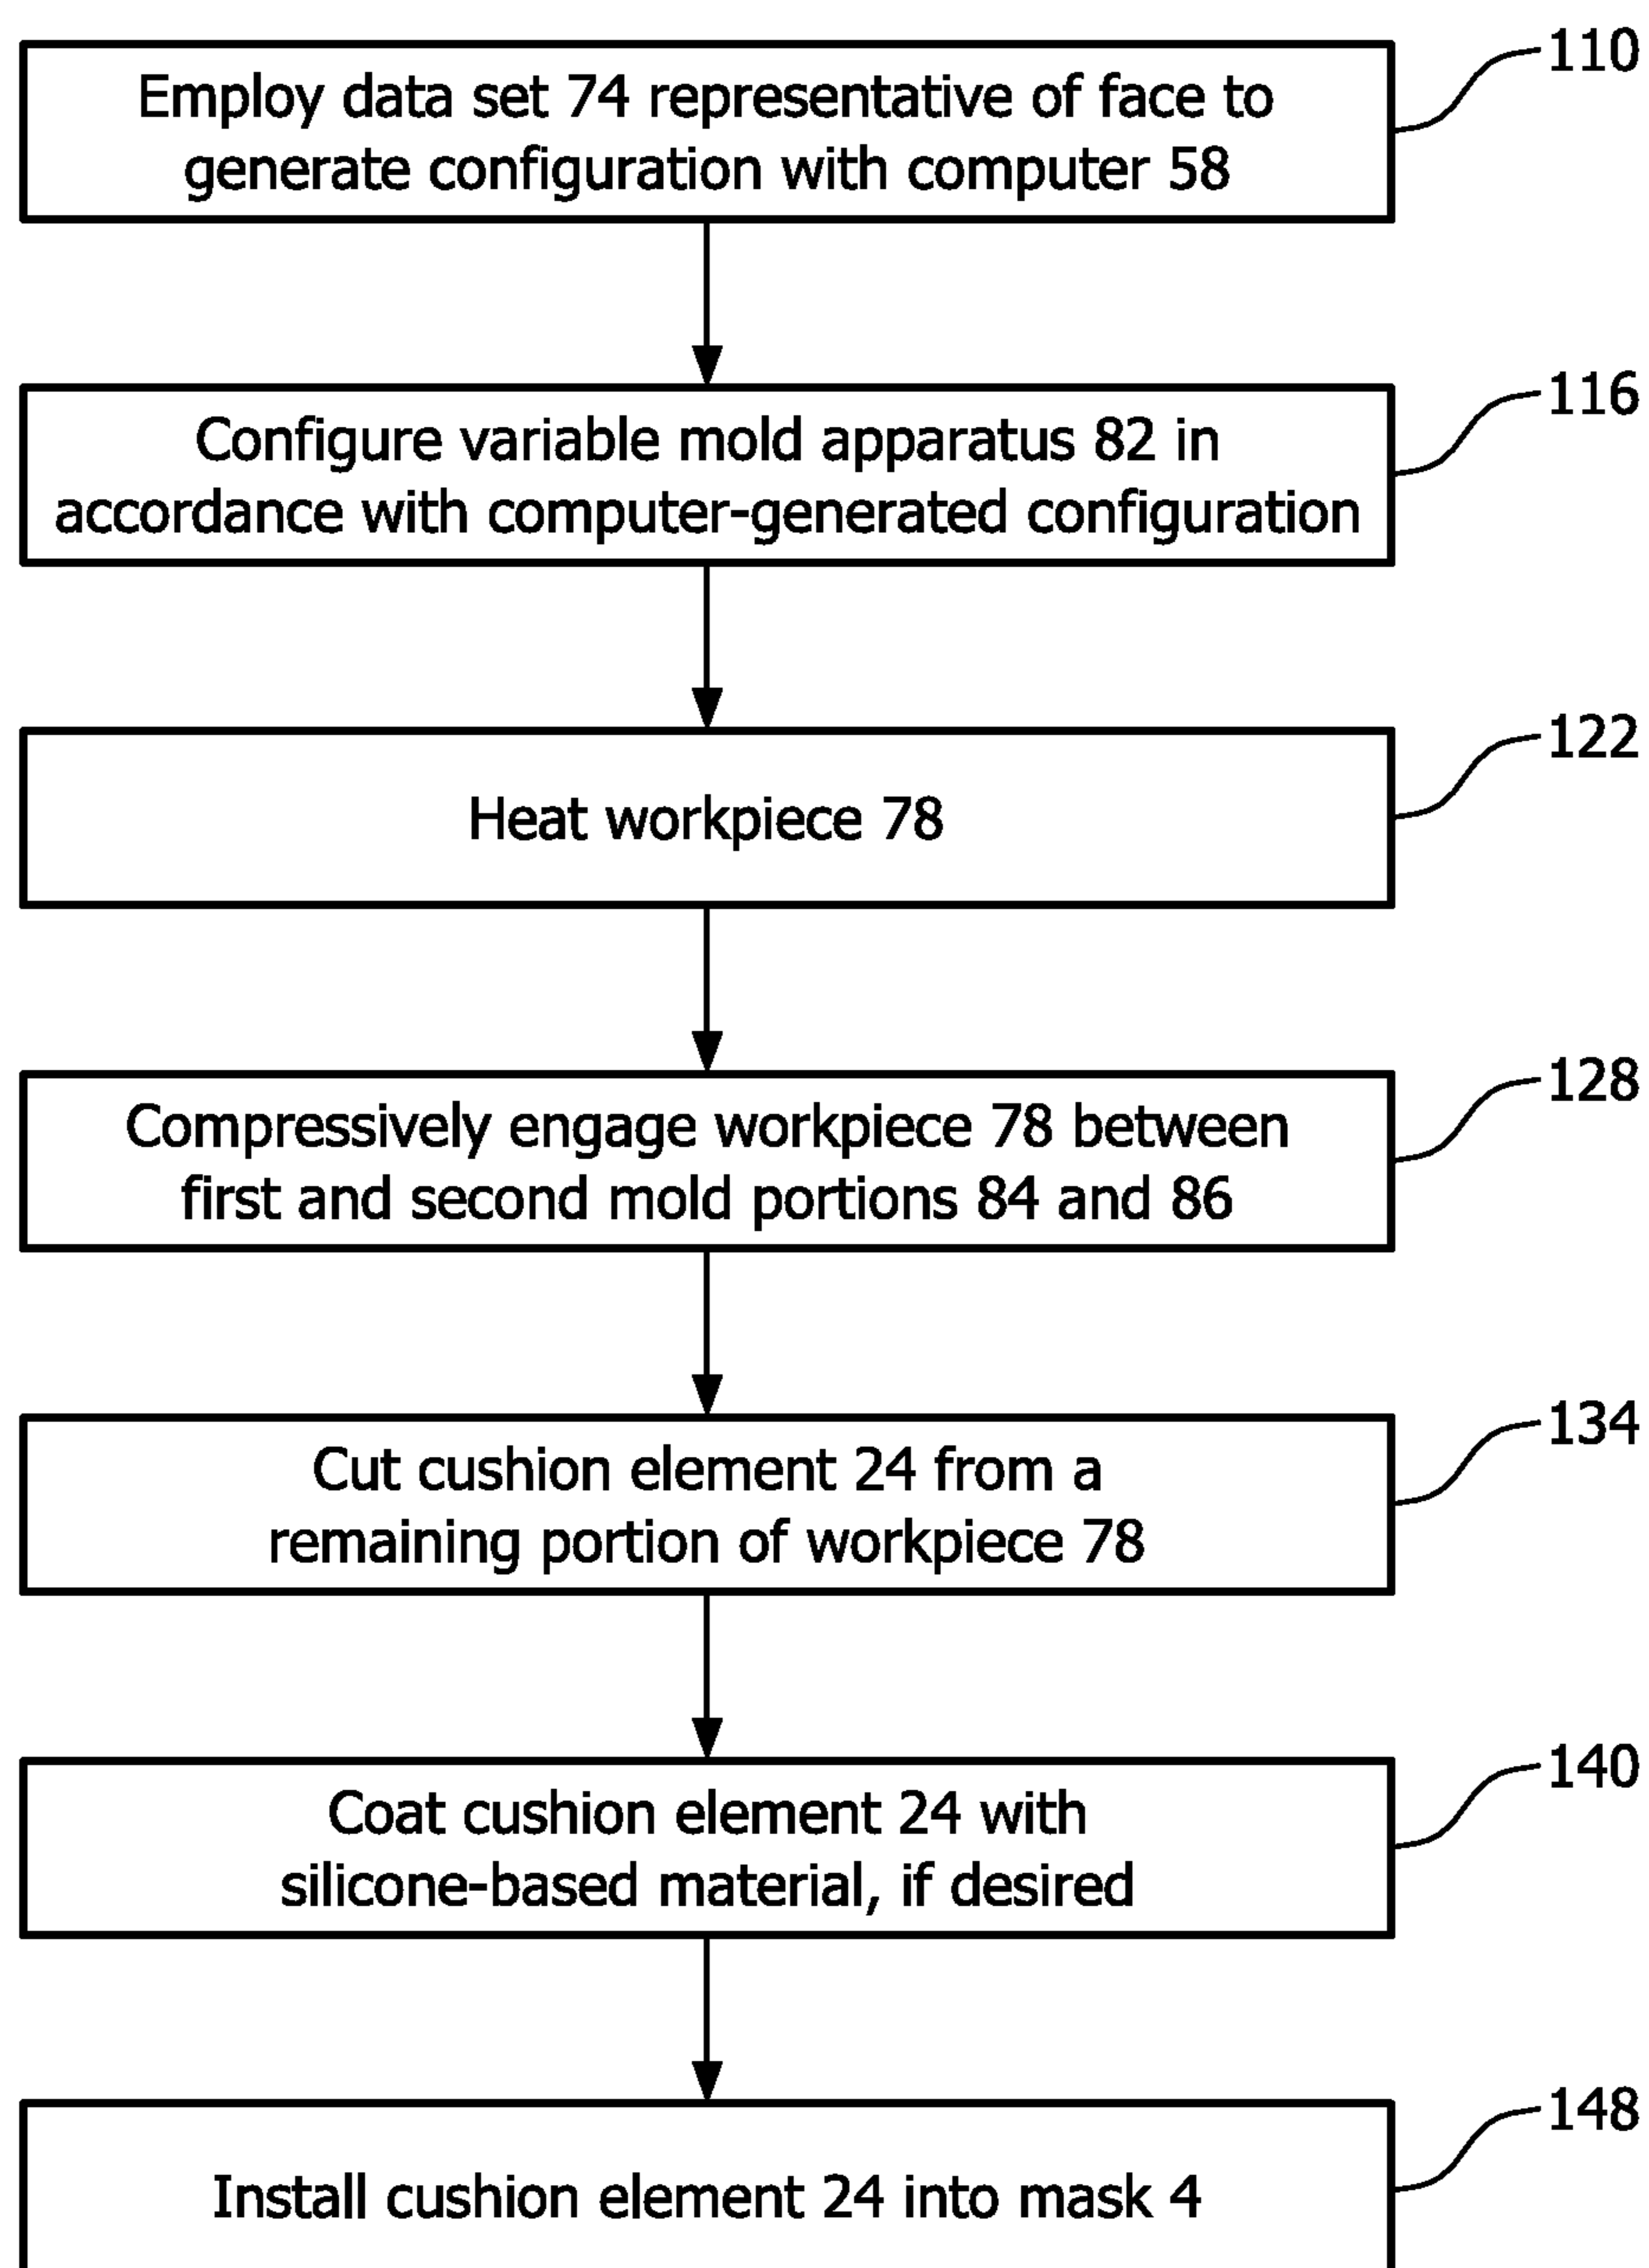 110
Employ data set 74 representative of face to
generate configuration with computer 58
116
Configure variable mold apparatus 82 in
accordance with computer-generated configuration
122
Heat workpiece 78
128
Compressively engage workpiece 78 between
first and second mold portions 84 and 86
134
Cut cushion element 24 from a
remaining portion of workpiece 78
140
Coat cushion element 24 with
silicone-based material, if desired
148
Install cushion element 24 into mask 4